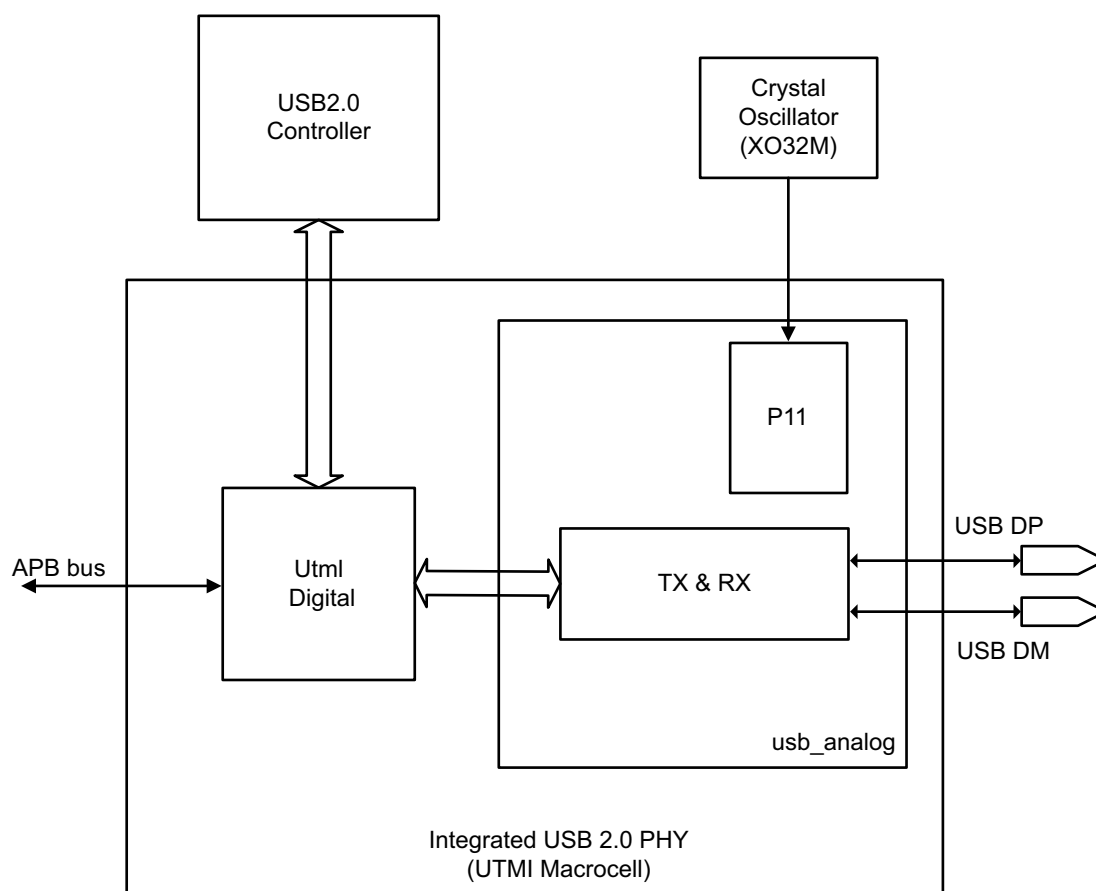 USB2.0
Controller
Crystal
Oscillator
(XO32M)
P11
USB DP
APB bus
Utml
Digital
TX & RX
USB DM
usb_analog
Integrated USB 2.0 PHY
(UTMI Macrocell)